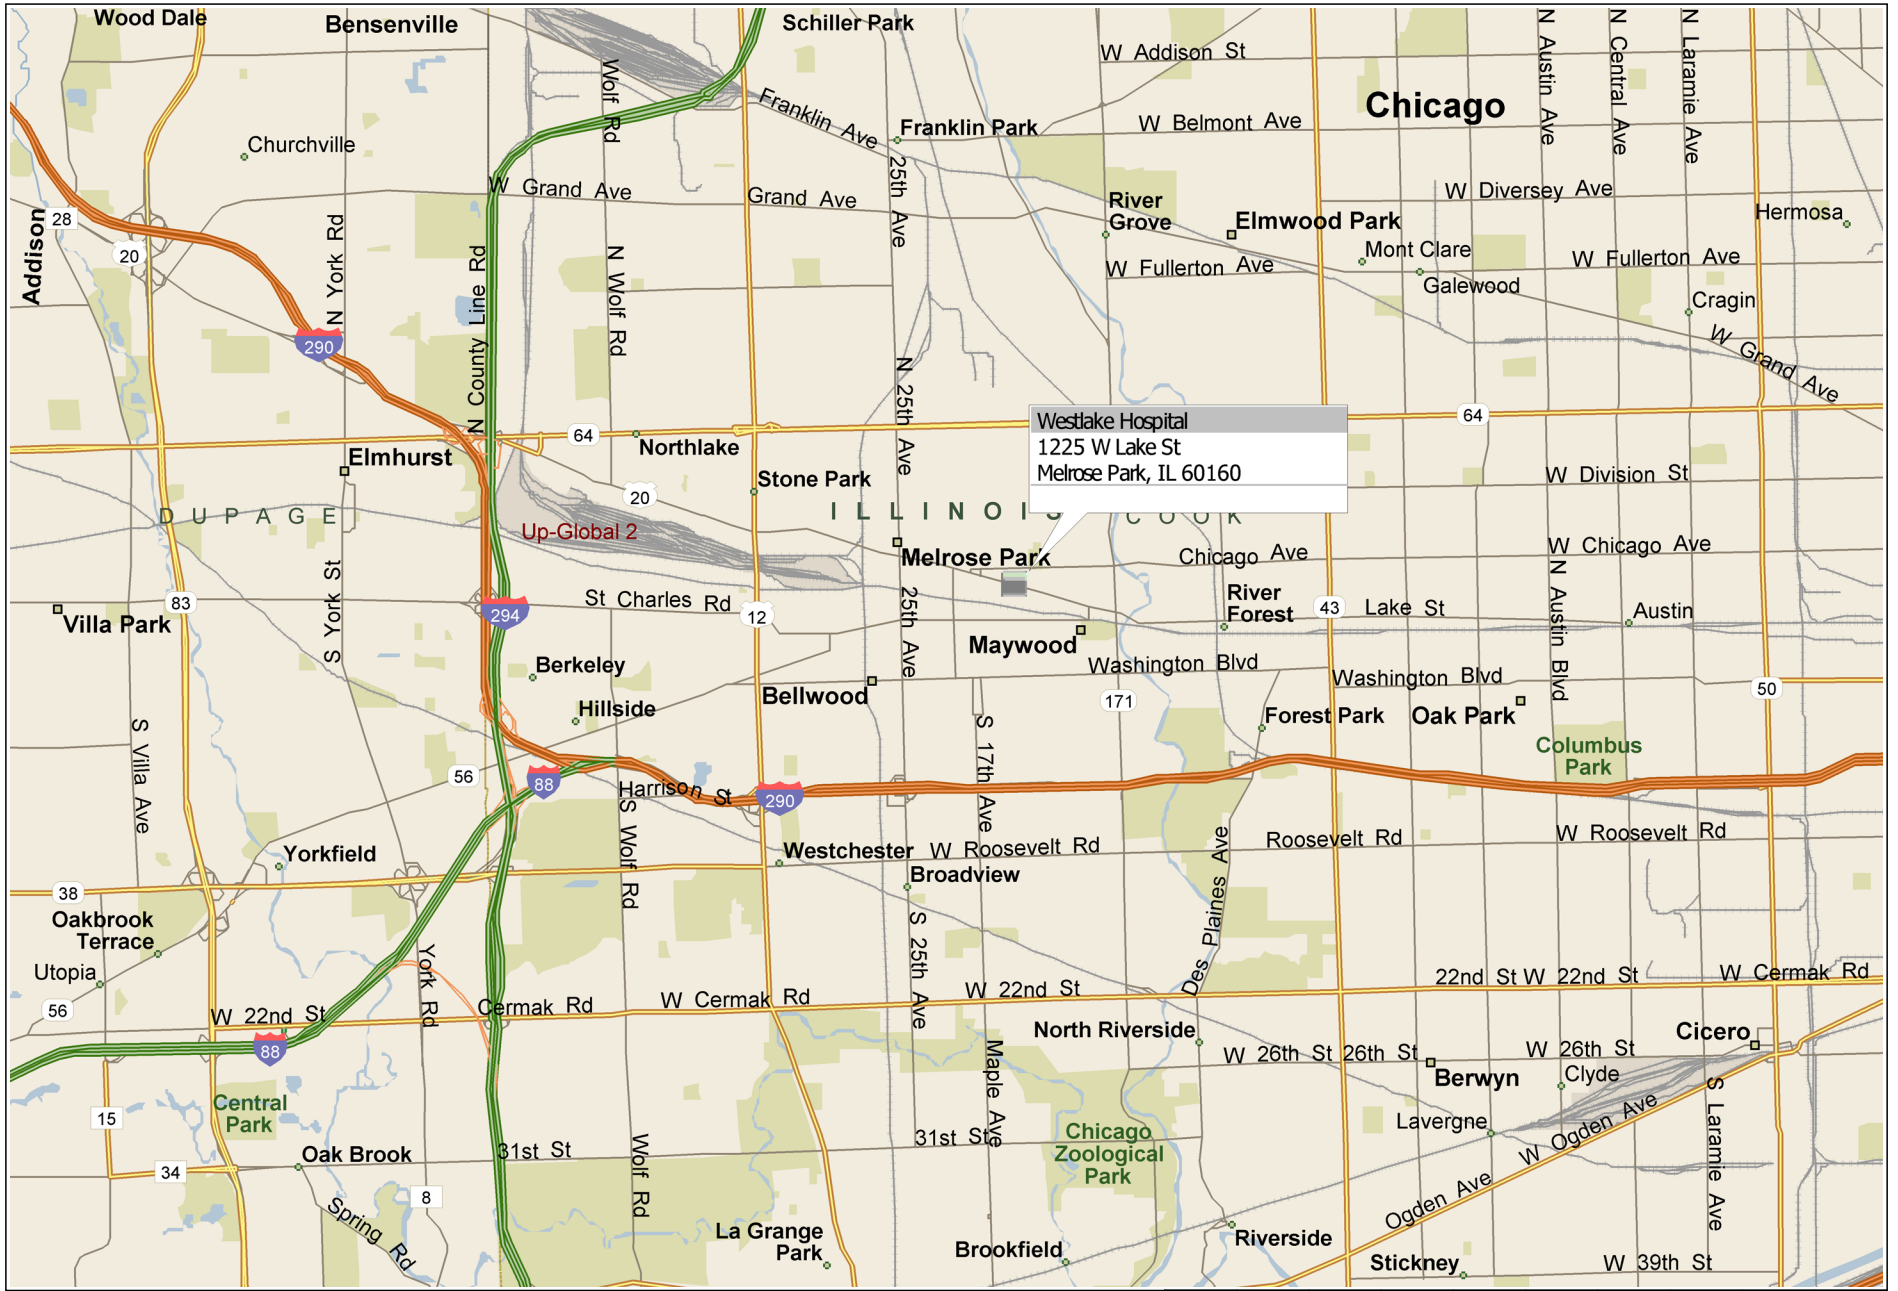 Wood Dale
Bensenville
Schiller Park
W Addison St
N Austin Ave
N Central Ave
N Laramie Ave
Chicago
Wolf Rd
Franklin Ave
Franklin Park
W Belmont Ave
Churchville
25th Ave
W Grand Ave
Grand Ave
River
Grove
Elmwood Park
W Diversey Ave
Hermosa
Addison
28
20
N York Rd
N County Line Rd
N Wolf Rd
W Fullerton Ave
Mont Clare
Galewood
W Fullerton Ave
Cragin
W Grand Ave
290
N 25th Ave
64
Northlake
64
Westlake Hospital
1225 W Lake St
Melrose Park, IL 60160
Elmhurst
Stone Park
W Division St
20
DUPAGE
Up-Global 2
ILLINOIS
COOK
Melrose Park
Chicago Ave
W Chicago Ave
S York St
St Charles Rd
25th Ave
River
Forest
43
Lake St
Austin
N Austin Blvd
83
294
12
Villa Park
Maywood
Berkeley
Washington Blvd
Washington Blvd
Bellwood
171
50
Hillside
Forest Park
Oak Park
S 17th Ave
Columbus
Park
S Villa Ave
56
88
Harrison St
290
S Wolf Rd
Yorkfield
Westchester
W Roosevelt Rd
Roosevelt Rd
W Roosevelt Rd
Broadview
38
Des Plaines Ave
Oakbrook
Terrace
Utopia
56
York Rd
S 25th Ave
W 22nd St
Cermak Rd
W Cermak Rd
W 22nd St
22nd St
W 22nd St
W Cermak Rd
88
North Riverside
W 26th St
26th St
W 26th St
Cicero
Berwyn
Clyde
Maple Ave
Central
Park
15
Lavergne
W Ogden Ave
S Laramie Ave
31st St
31st St
Chicago
Zoological
Park
Oak Brook
34
8
Wolf Rd
Spring Rd
Ogden Ave
La Grange
Park
Brookfield
Riverside
Stickney
W 39th St